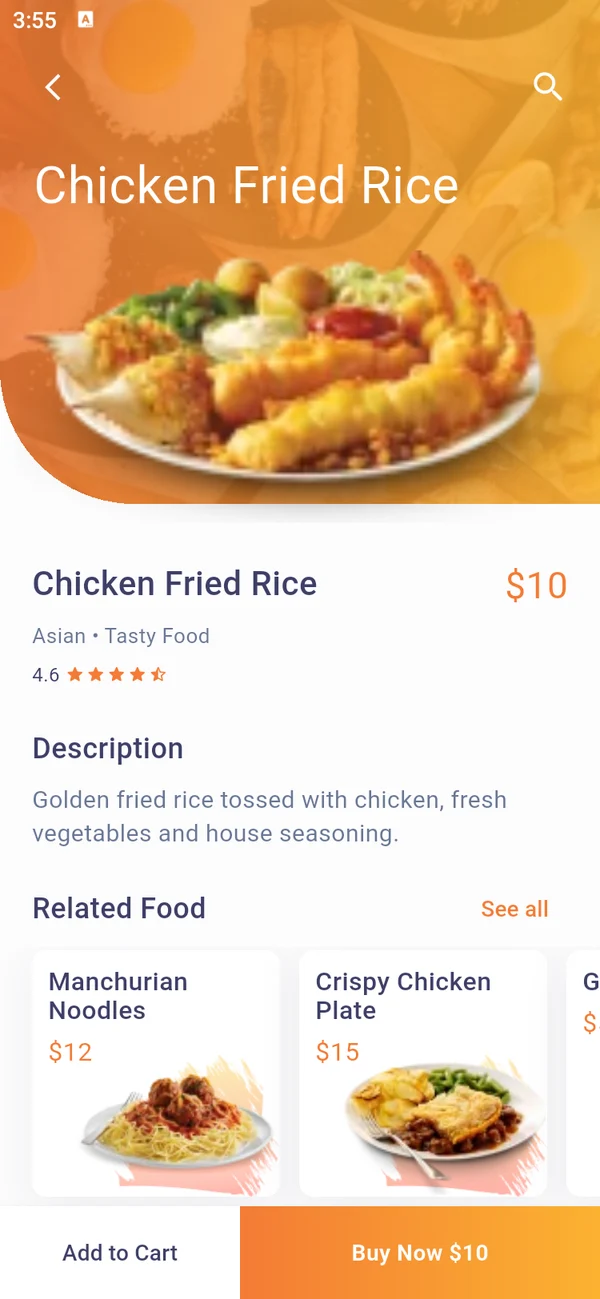 3:55 A
Chicken Fried Rice
Chicken Fried Rice $10
Asian • Tasty Food
4.6
Description
Golden fried rice tossed with chicken, fresh
vegetables and house seasoning.
Related Food See all
Manchurian
Noodles
$12
Crispy Chicken
Plate
$15
G
$
Add to Cart Buy Now $10